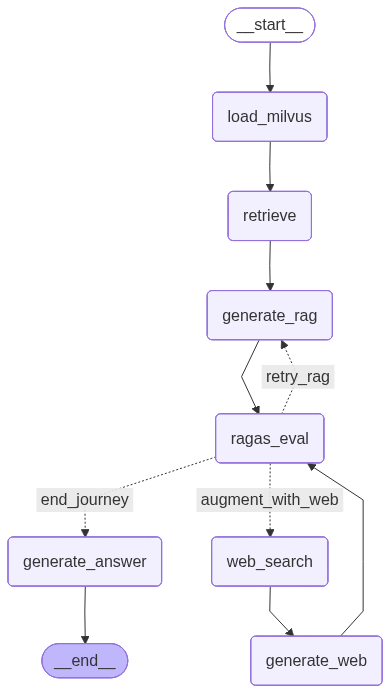 __start__
load_milvus
retrieve
generate_rag
retry_rag
ragas_eval
end_journey
augment_with_web
generate_answer
web_search
__end__
generate_web